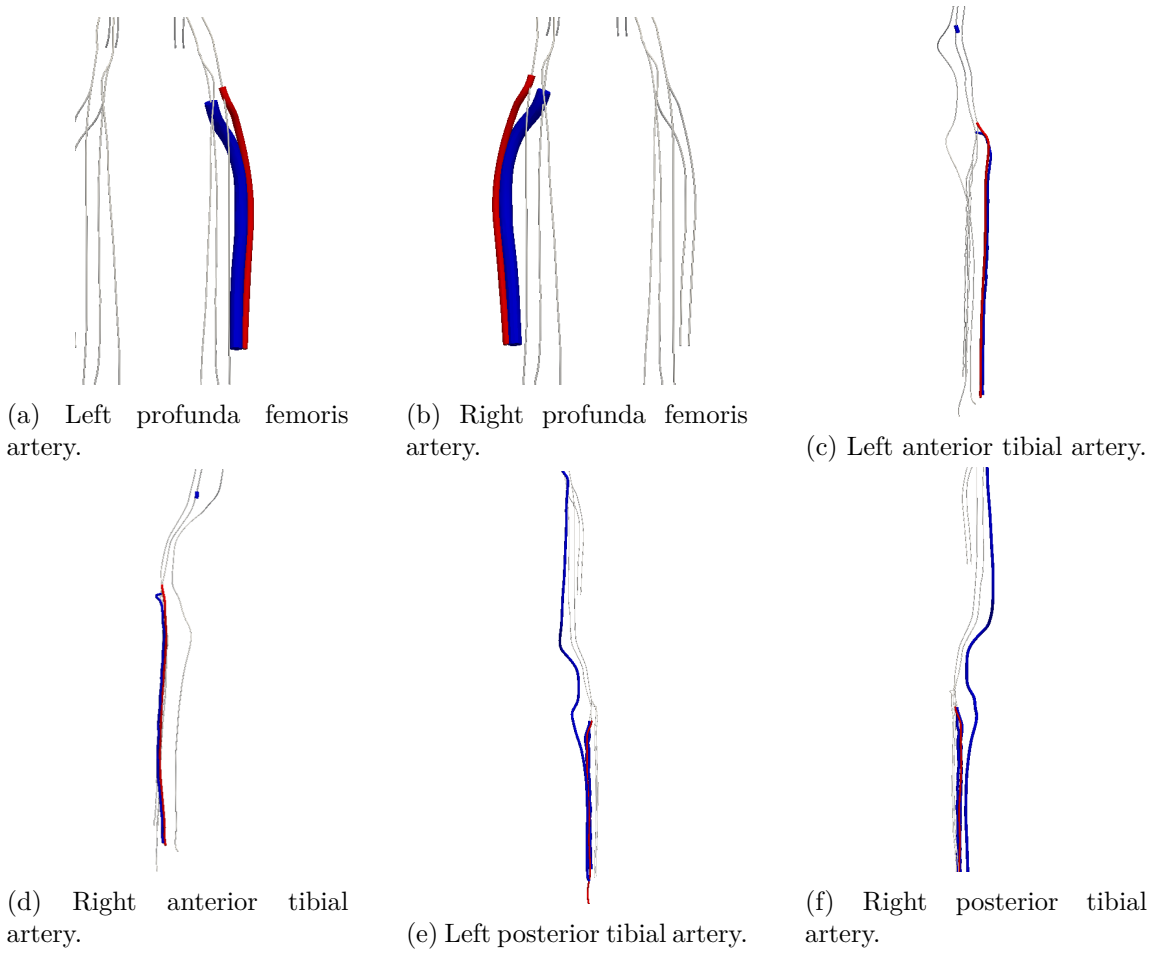 (a) Left profunda femoris
artery.
(b) Right profunda femoris
artery.
(c) Left anterior tibial artery.
(d) Right anterior tibial
artery.
(e) Left posterior tibial artery.
(f) Right posterior tibial
artery.